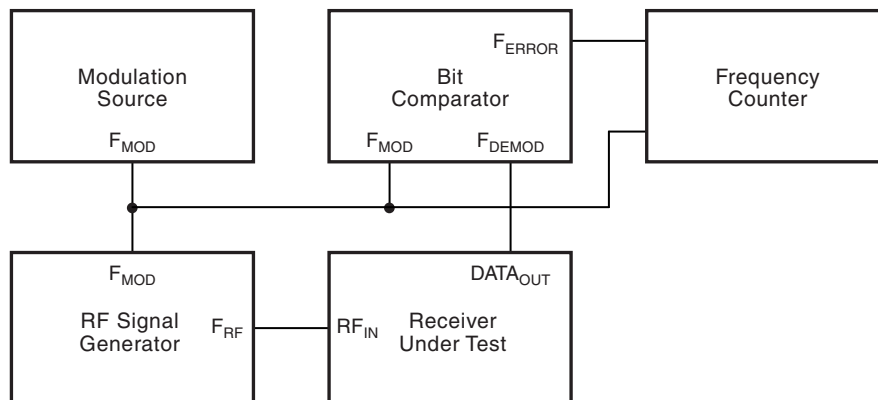 Modulation
Source
F_MOD
F_ERROR
Bit
Comparator
F_MOD F_DEMOD
Frequency
Counter
F_MOD
RF Signal
Generator
F_RF
DATA_OUT
RF_IN
Receiver
Under Test